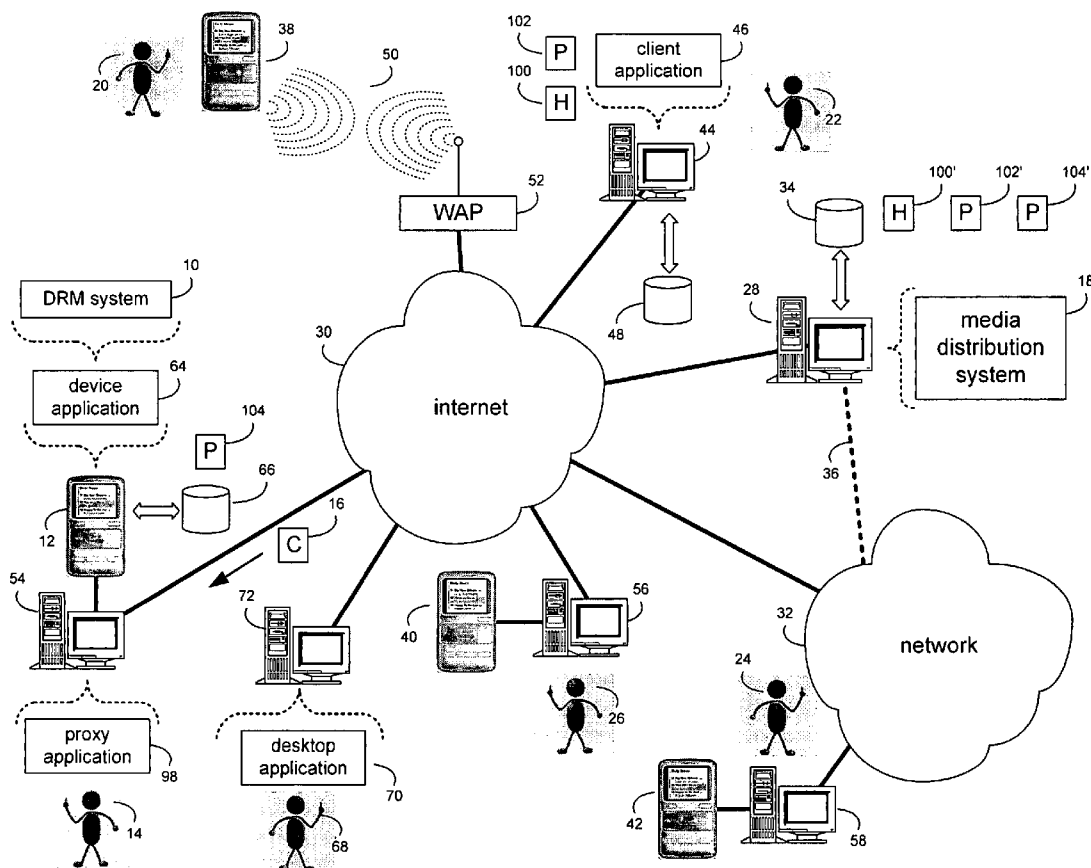 38
102
P
client
application
46
20
50
100
H
22
44
34
100'
H
102'
P
104'
P
52
WAP
10
DRM system
28
18
media
distribution
system
48
30
internet
64
device
application
36
104
P
66
12
16
C
54
72
40
56
32
network
24
26
proxy
application
98
desktop
application
70
14
68
42
58